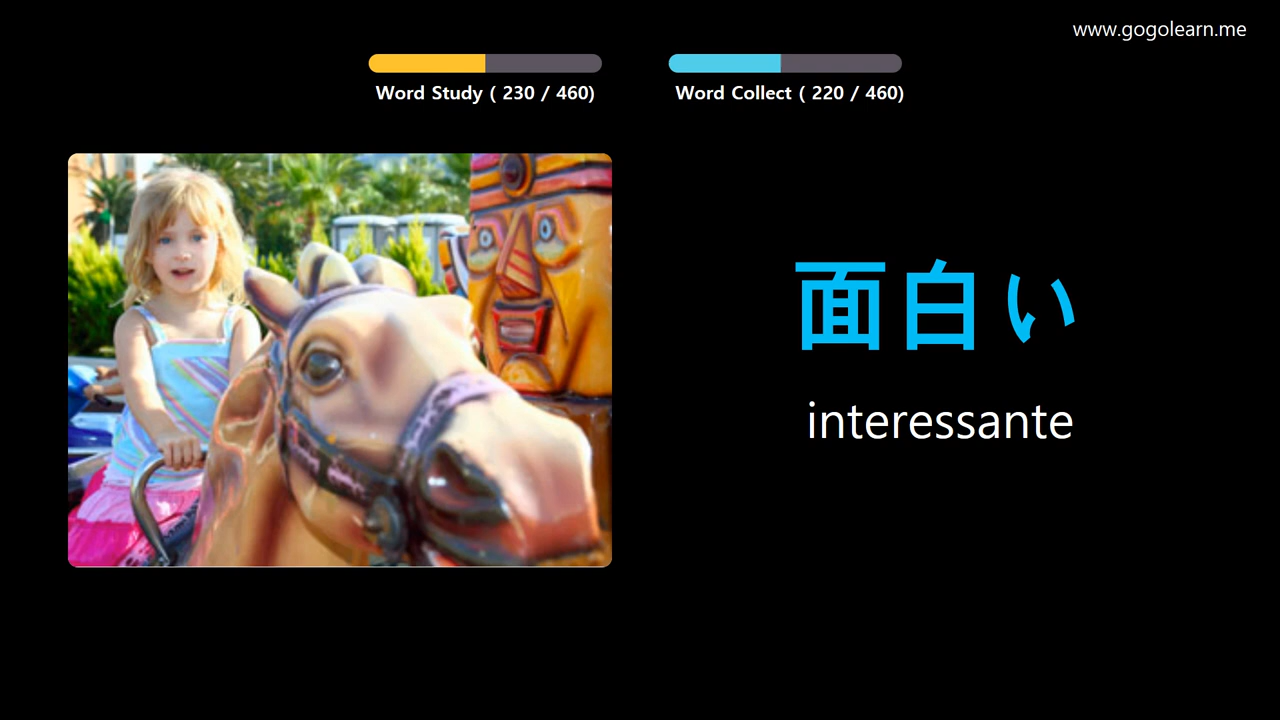 www.gogolearn.me
Word Study ( 230 / 460)
Word Collect ( 220 / 460)
面白い
interessante